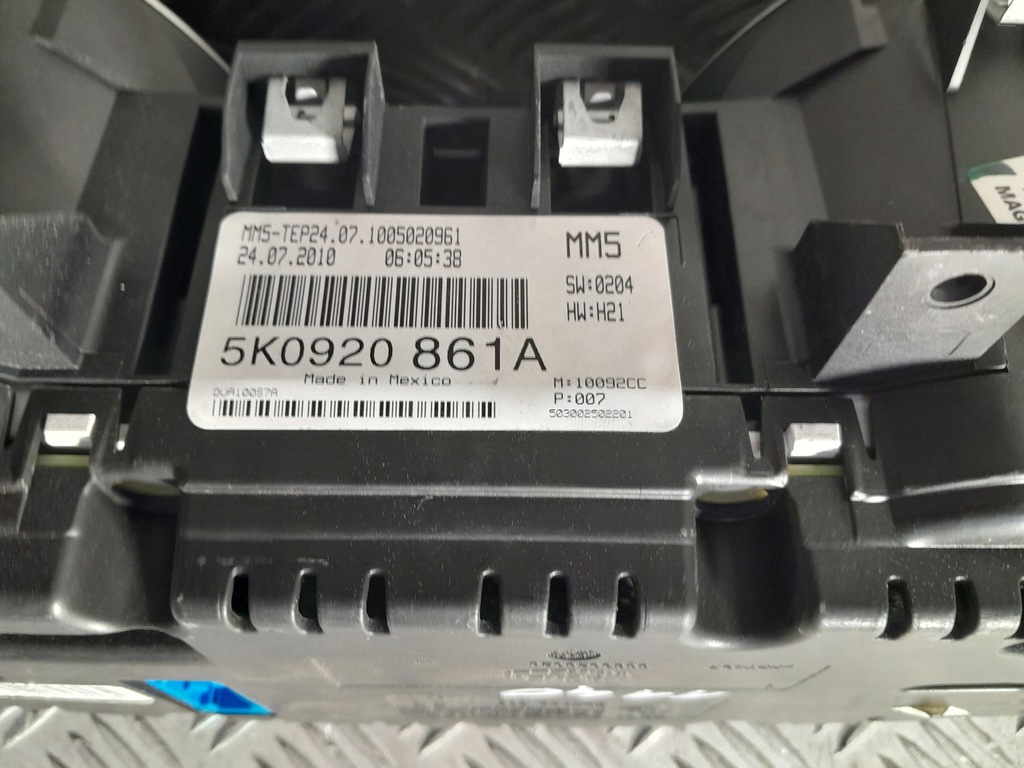 MM5-TEP24.07.1005020961
24.07.2010 06:05:38
MM5
SW:0204
HW:H21
5K0920 861A
Made in Mexico
M:10092CC
P:007
503002502201
MAG